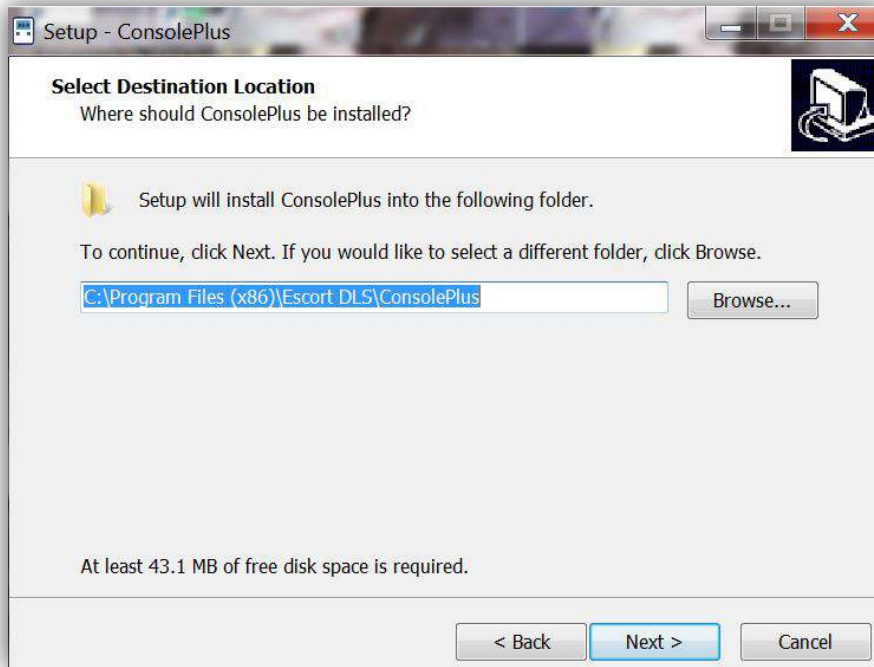 Setup - ConsolePlus
Select Destination Location
Where should ConsolePlus be installed?
Setup will install ConsolePlus into the following folder.
To continue, click Next. If you would like to select a different folder, click Browse.
C:\Program Files (x86)\Escort DLS\ConsolePlus
Browse...
At least 43.1 MB of free disk space is required.
< Back
Next >
Cancel